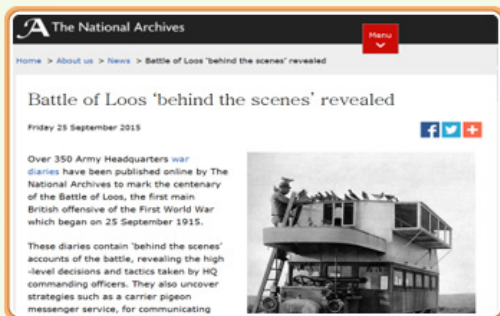 The National Archives
Menu
Home > About us > News > Battle of Loos 'behind the scenes' revealed
Battle of Loos ‘behind the scenes’ revealed
Friday 25 September 2015
Over 350 Army Headquarters war
diaries have been published online by The
National Archives to mark the centenary
of the Battle of Loos, the first main
British offensive of the First World War
which began on 25 September 1915.
These diaries contain 'behind the scenes'
accounts of the battle, revealing the high
-level decisions and tactics taken by HQ
commanding officers. They also uncover
strategies such as a carrier pigeon
messenger service, for communicating